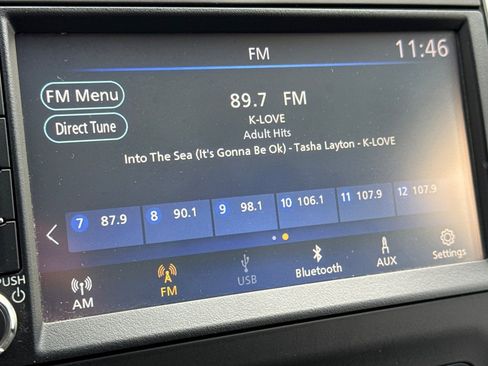 FM 11:46
FM Menu
89.7 FM
K-LOVE
Direct Tune
Adult Hits
Into The Sea (It's Gonna Be Ok) - Tasha Layton - K-LOVE
7 87.9 8 90.1 9 98.1 10 106.1 11 107.9 12 107.9
AM FM USB Bluetooth AUX Settings
PUSH